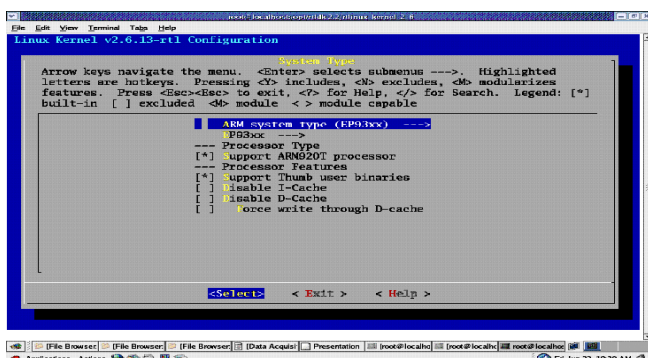 File Edit View Terminal Tabs Help
Linux Kernel v2.6.13-rtl Configuration
System Type
Arrow keys navigate the menu. <Enter> selects submenus --->. Highlighted
letters are hotkeys. Pressing <Y> includes, <N> excludes, <M> modularizes
features. Press <Esc><Esc> to exit, <?> for Help, </> for Search. Legend: [*]
built-in [ ] excluded <M> module < > module capable
ARM system type (EP93xx) --->
EP93xx --->
--- Processor Type
[*] Support ARM920T processor
--- Processor Features
[*] Support Thumb user binaries
[ ] Disable I-Cache
[ ] Disable D-Cache
[ ] Force write through D-cache
<Select> < Exit > < Help >
[File Browser] [File Browser] [File Browser] [Data Acquisi Presentation [root@localho [root@localho root@localhos